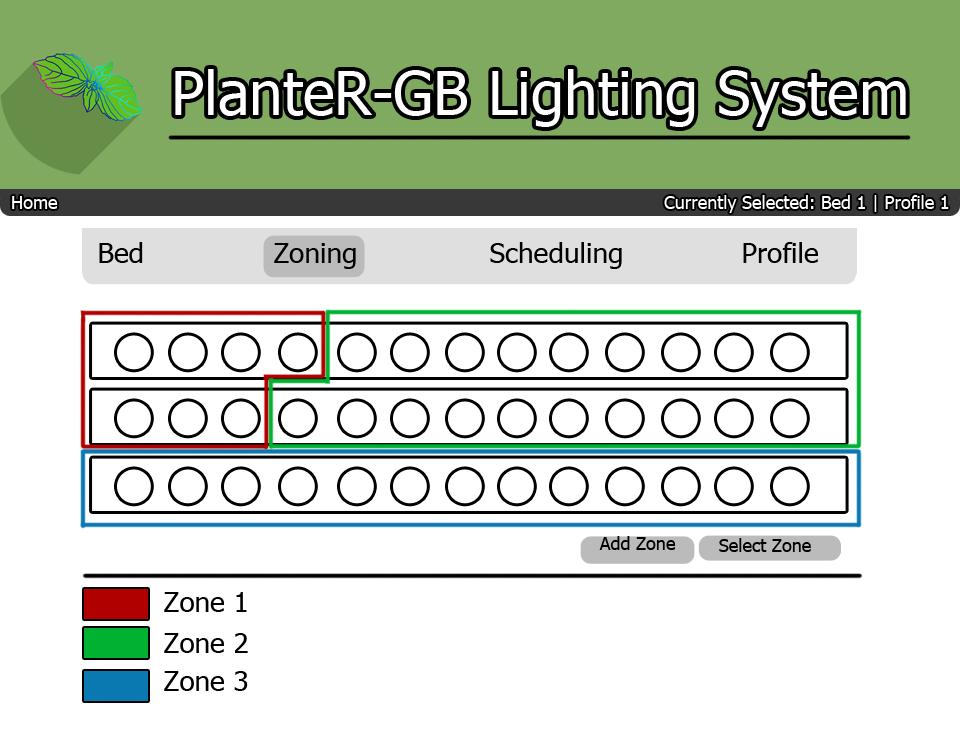 PlanteR-GB Lighting System
Home Currently Selected: Bed 1 | Profile 1
Bed Zoning Scheduling Profile
Add Zone Select Zone
Zone 1
Zone 2
Zone 3